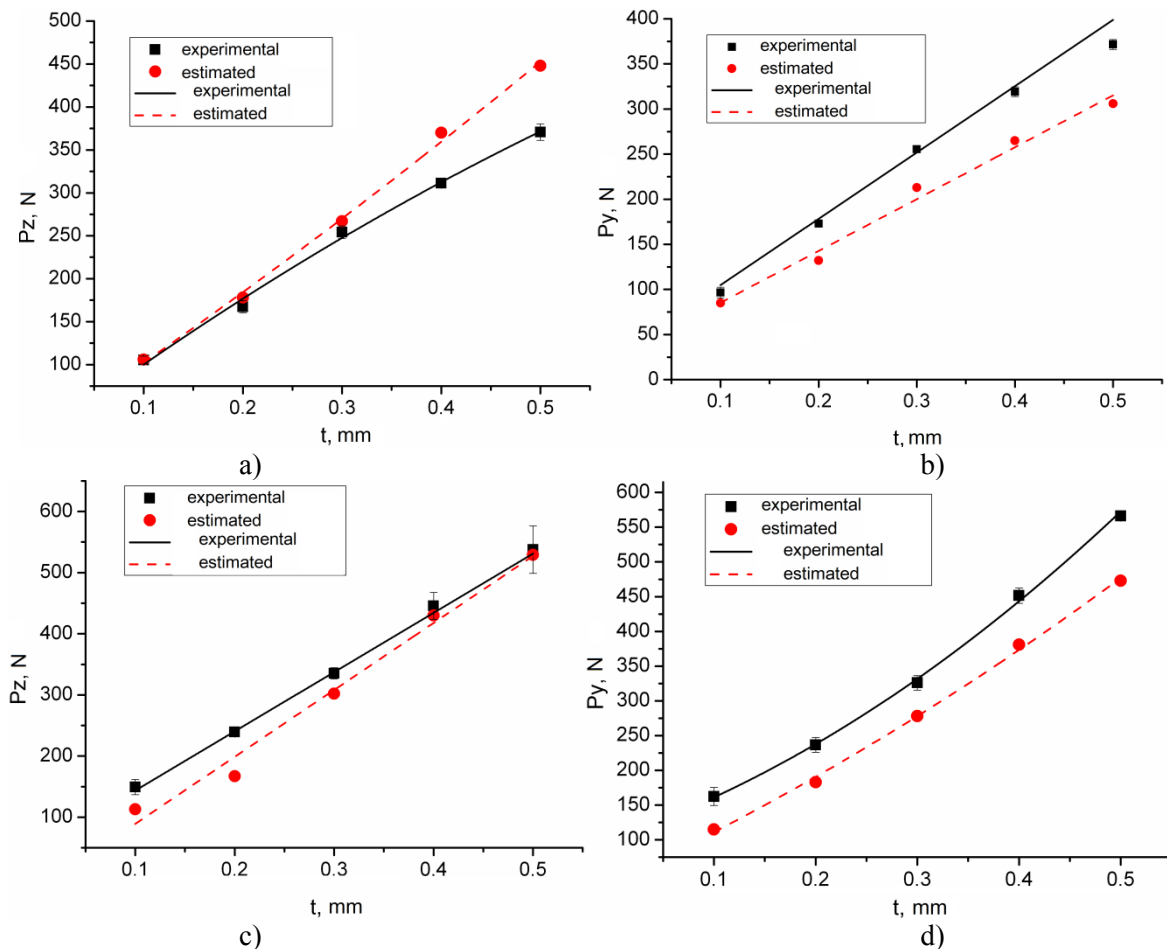 500
450
400
350
300
250
200
150
100
Pz, N
experimental
estimated
experimental
estimated
0.1 0.2 0.3 0.4 0.5
t, mm
a)
400
350
300
250
200
150
100
50
0
Py, N
experimental
estimated
experimental
estimated
0.1 0.2 0.3 0.4 0.5
t, mm
b)
600
500
400
300
200
100
Pz, N
experimental
estimated
experimental
estimated
0.1 0.2 0.3 0.4 0.5
t, mm
c)
600
550
500
450
400
350
300
250
200
150
100
Py, N
experimental
estimated
experimental
estimated
0.1 0.2 0.3 0.4 0.5
t, mm
d)